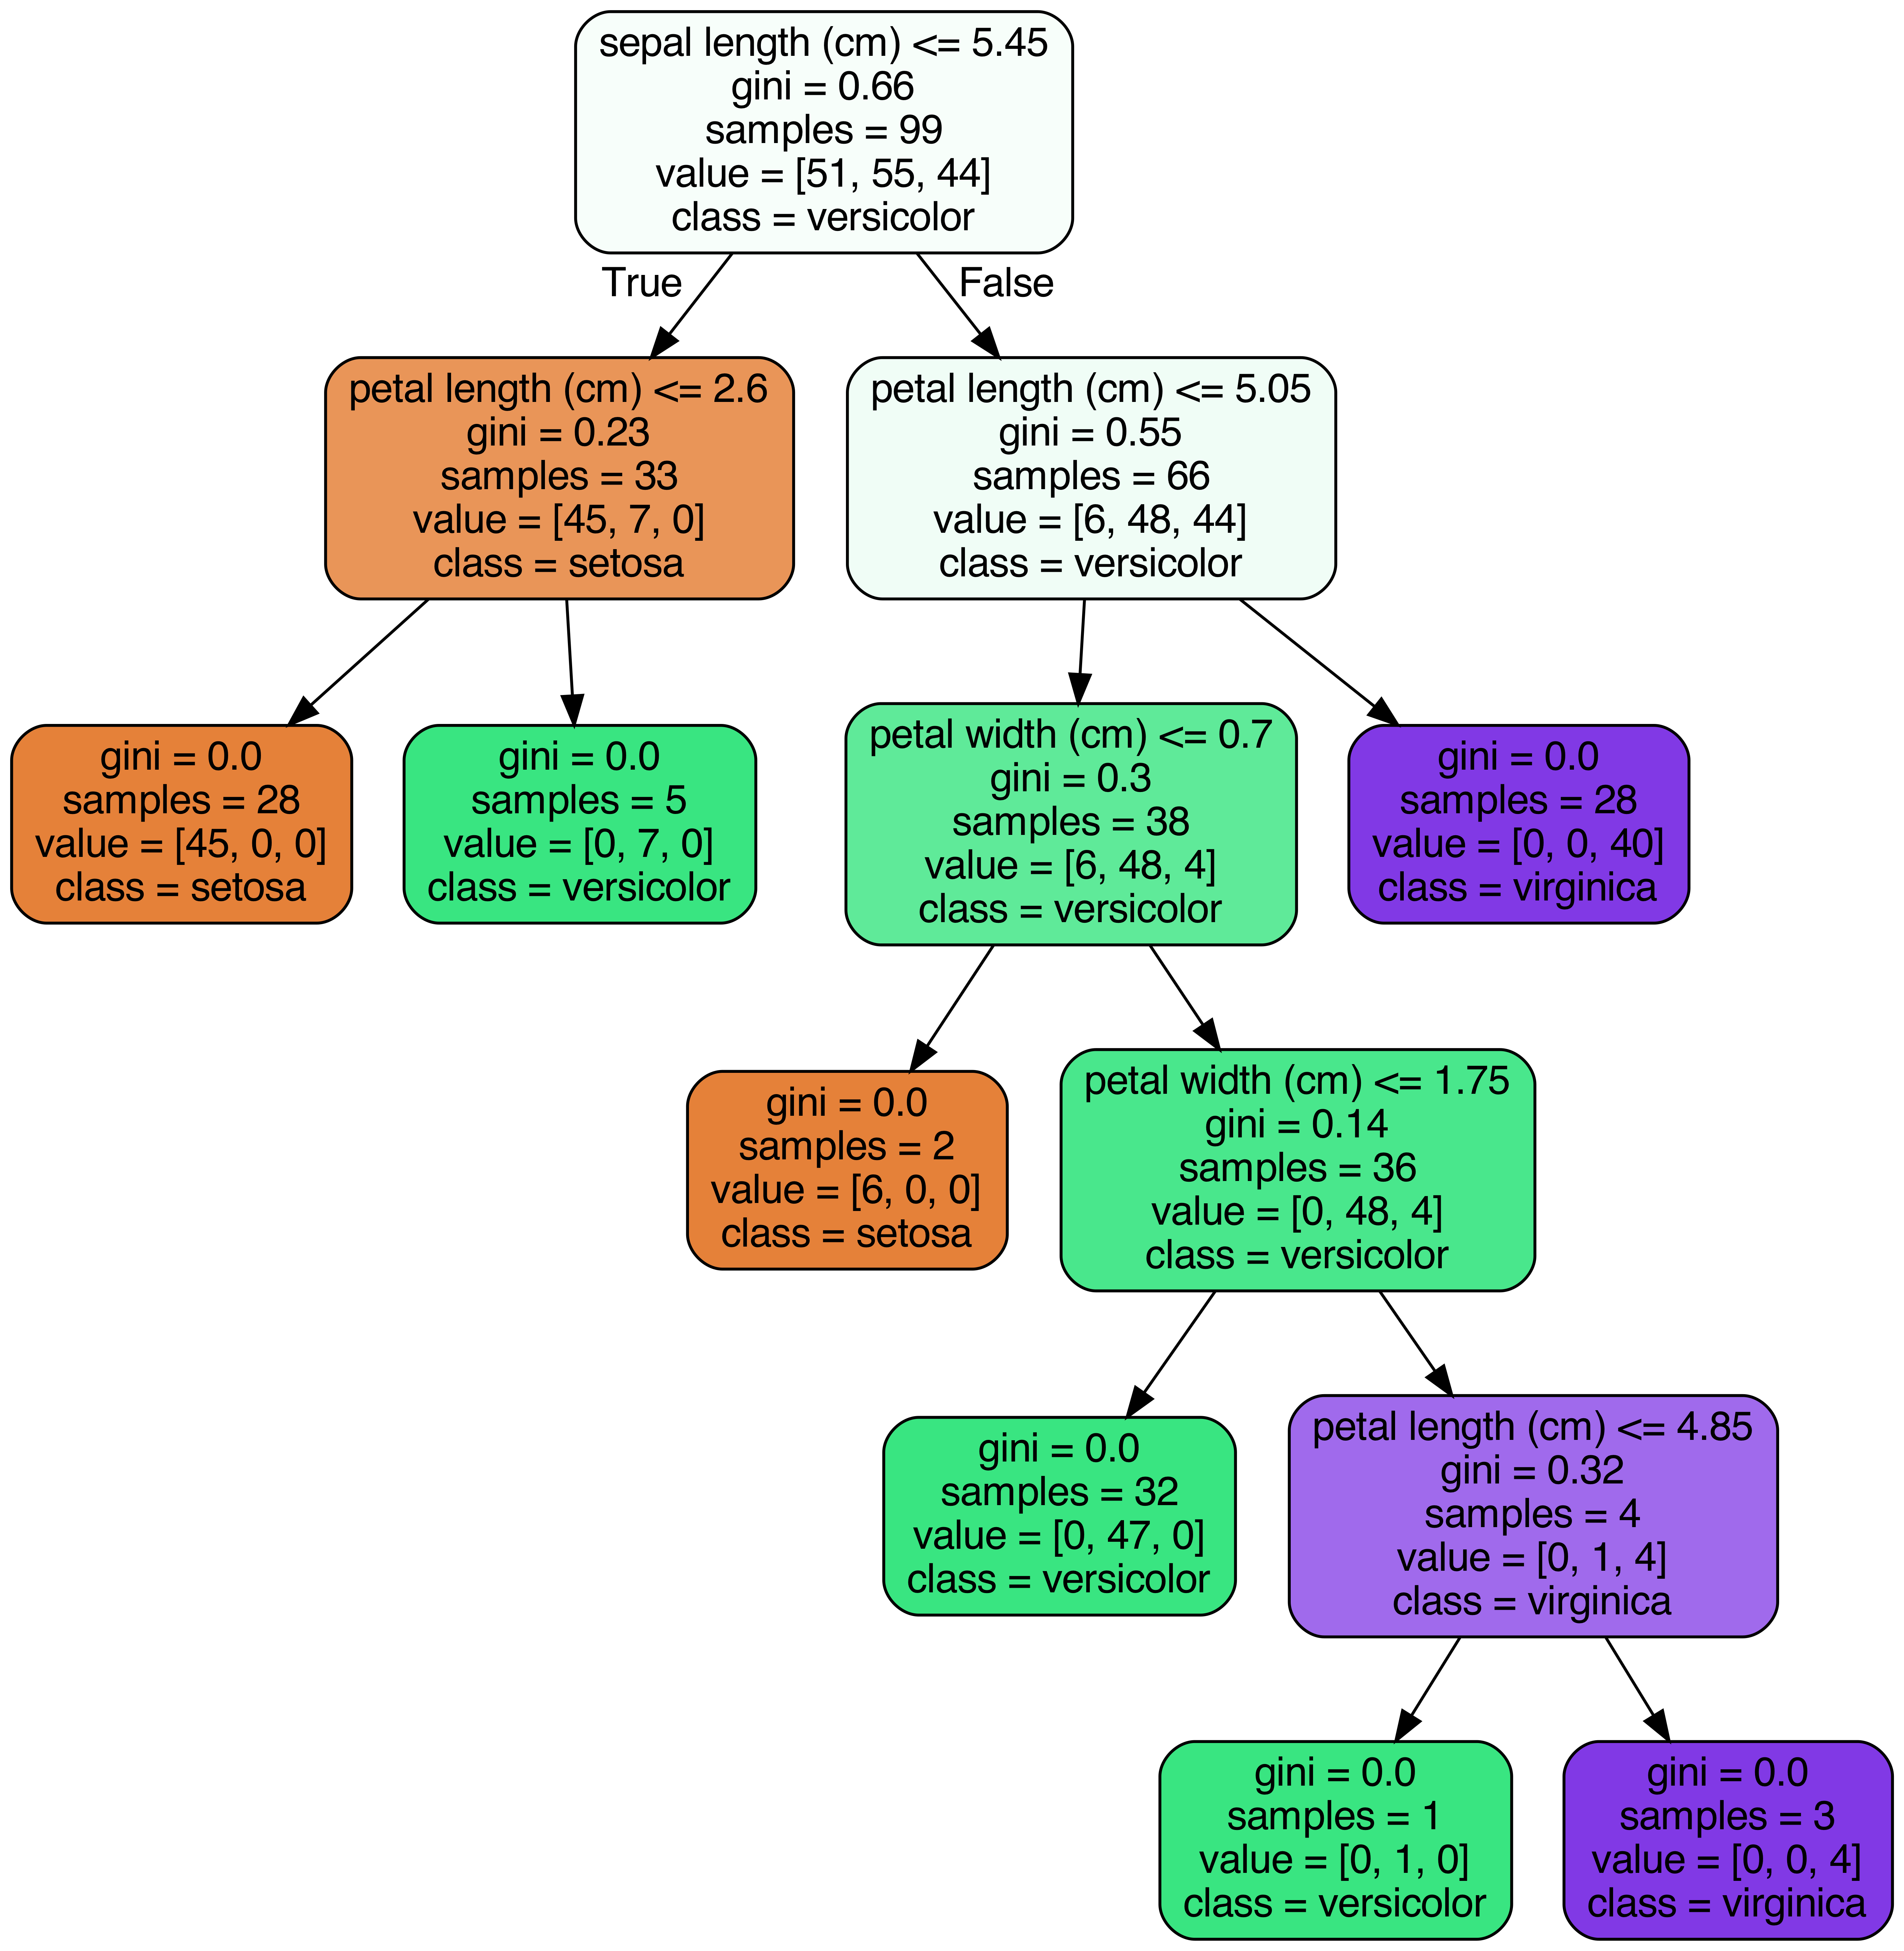 sepal length (cm) <= 5.45
gini = 0.66
samples = 99
value = [51, 55, 44]
class = versicolor
True
False
petal length (cm) <= 2.6
gini = 0.23
samples = 33
value = [45, 7, 0]
class = setosa
petal length (cm) <= 5.05
gini = 0.55
samples = 66
value = [6, 48, 44]
class = versicolor
gini = 0.0
samples = 28
value = [45, 0, 0]
class = setosa
gini = 0.0
samples = 5
value = [0, 7, 0]
class = versicolor
petal width (cm) <= 0.7
gini = 0.3
samples = 38
value = [6, 48, 4]
class = versicolor
gini = 0.0
samples = 28
value = [0, 0, 40]
class = virginica
gini = 0.0
samples = 2
value = [6, 0, 0]
class = setosa
petal width (cm) <= 1.75
gini = 0.14
samples = 36
value = [0, 48, 4]
class = versicolor
gini = 0.0
samples = 32
value = [0, 47, 0]
class = versicolor
petal length (cm) <= 4.85
gini = 0.32
samples = 4
value = [0, 1, 4]
class = virginica
gini = 0.0
samples = 1
value = [0, 1, 0]
class = versicolor
gini = 0.0
samples = 3
value = [0, 0, 4]
class = virginica